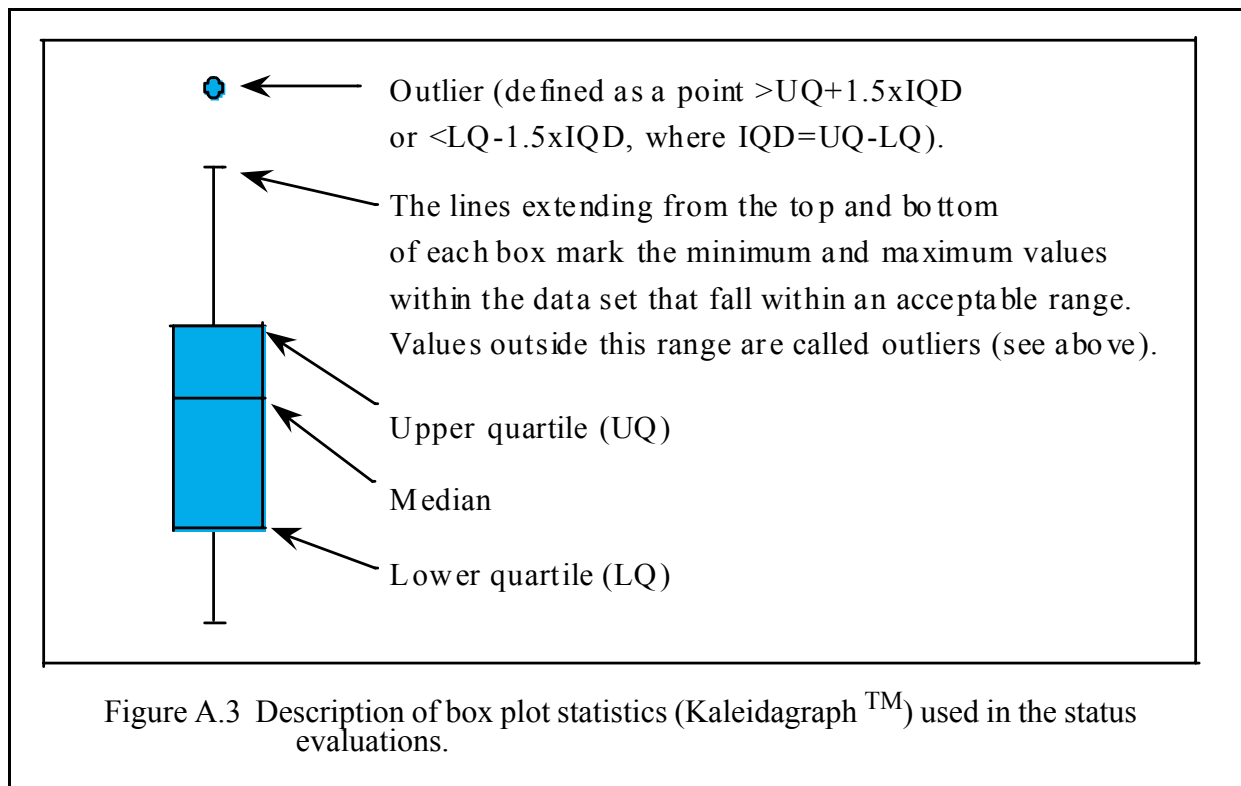 Outlier (defined as a point >UQ+1.5xIQD
or <LQ-1.5xIQD, where IQD=UQ-LQ).
The lines extending from the top and bottom
of each box mark the minimum and maximum values
within the data set that fall within an acceptable range.
Values outside this range are called outliers (see above).
Upper quartile (UQ)
Median
Lower quartile (LQ)
Figure A.3 Description of box plot statistics (Kaleidagraph TM) used in the status
evaluations.